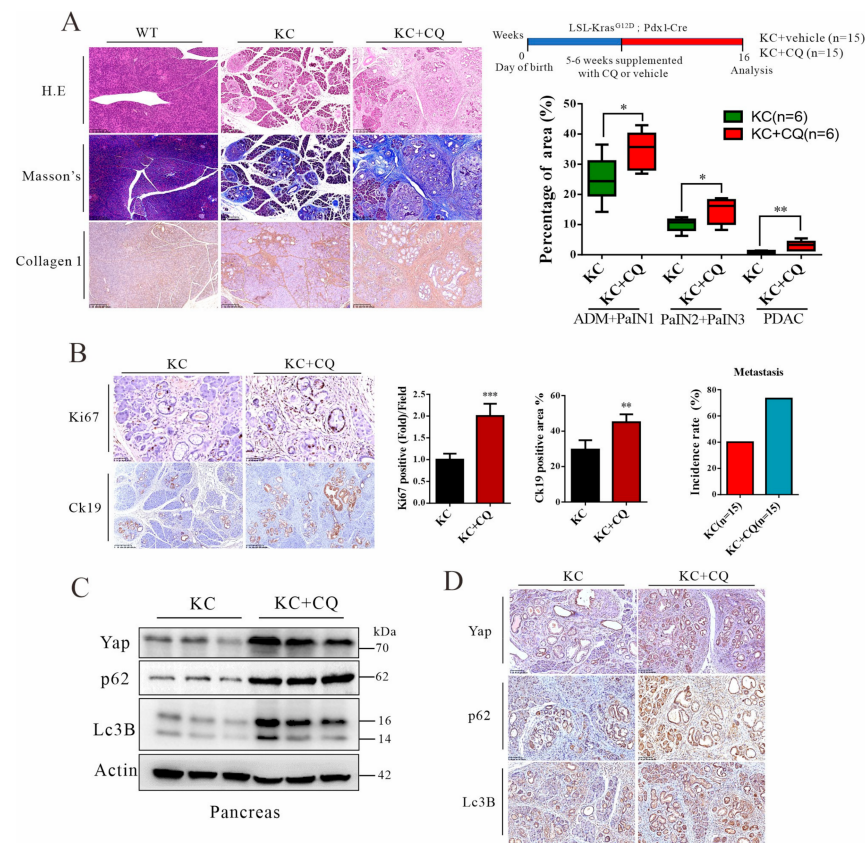 A
WT
KC
KC+CQ
H.E
Masson's
Collagen 1
LSL-Kras^G12D ; Pdx1-Cre
Weeks
0
16
Day of birth
5-6 weeks supplemented
with CQ or vehicle
Analysis
KC+vehicle (n=15)
KC+CQ (n=15)
Percentage of area (%)
50
40
30
20
10
0
*
*
**
KC(n=6)
KC+CQ(n=6)
KC
KC+CQ
KC
KC+CQ
KC
KC+CQ
ADM+PaIN1
PaIN2+PaIN3
PDAC
B
KC
KC+CQ
Ki67
Ck19
Ki67 positive (Fold)/Field
2.5
2.0
1.5
1.0
0.5
0.0
***
KC
KC+CQ
Ck19 positive area %
80
60
40
20
0
**
KC
KC+CQ
Metastasis
Incidence rate (%)
80
60
40
20
0
KC(n=15)
KC+CQ(n=15)
C
KC
KC+CQ
kDa
Yap
70
p62
62
Lc3B
16
14
Actin
42
Pancreas
D
KC
KC+CQ
Yap
p62
Lc3B